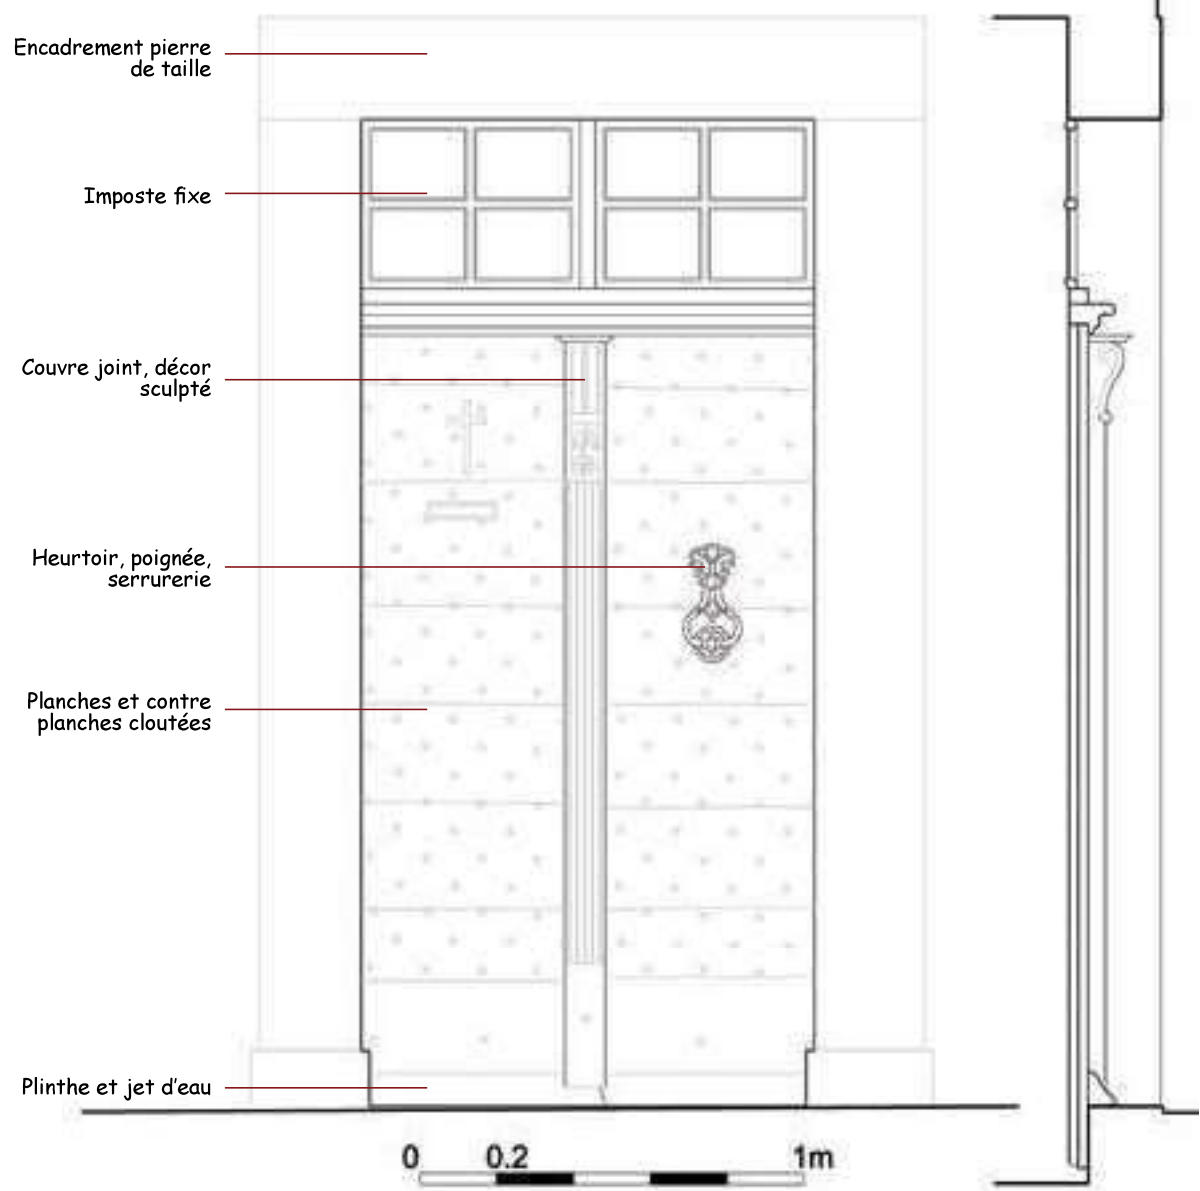 Encadrement pierre
de taille
Imposte fixe
Couvre joint, décor
sculpté
Heurtoir, poignée,
serrurerie
Planches et contre
planches cloutées
Plinthe et jet d'eau
0 0.2 1m